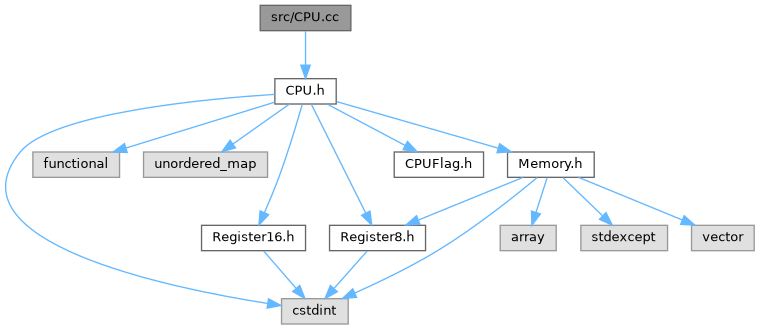 src/CPU.cc
CPU.h
functional
unordered_map
CPUFlag.h
Memory.h
Register16.h
Register8.h
array
stdexcept
vector
cstdint